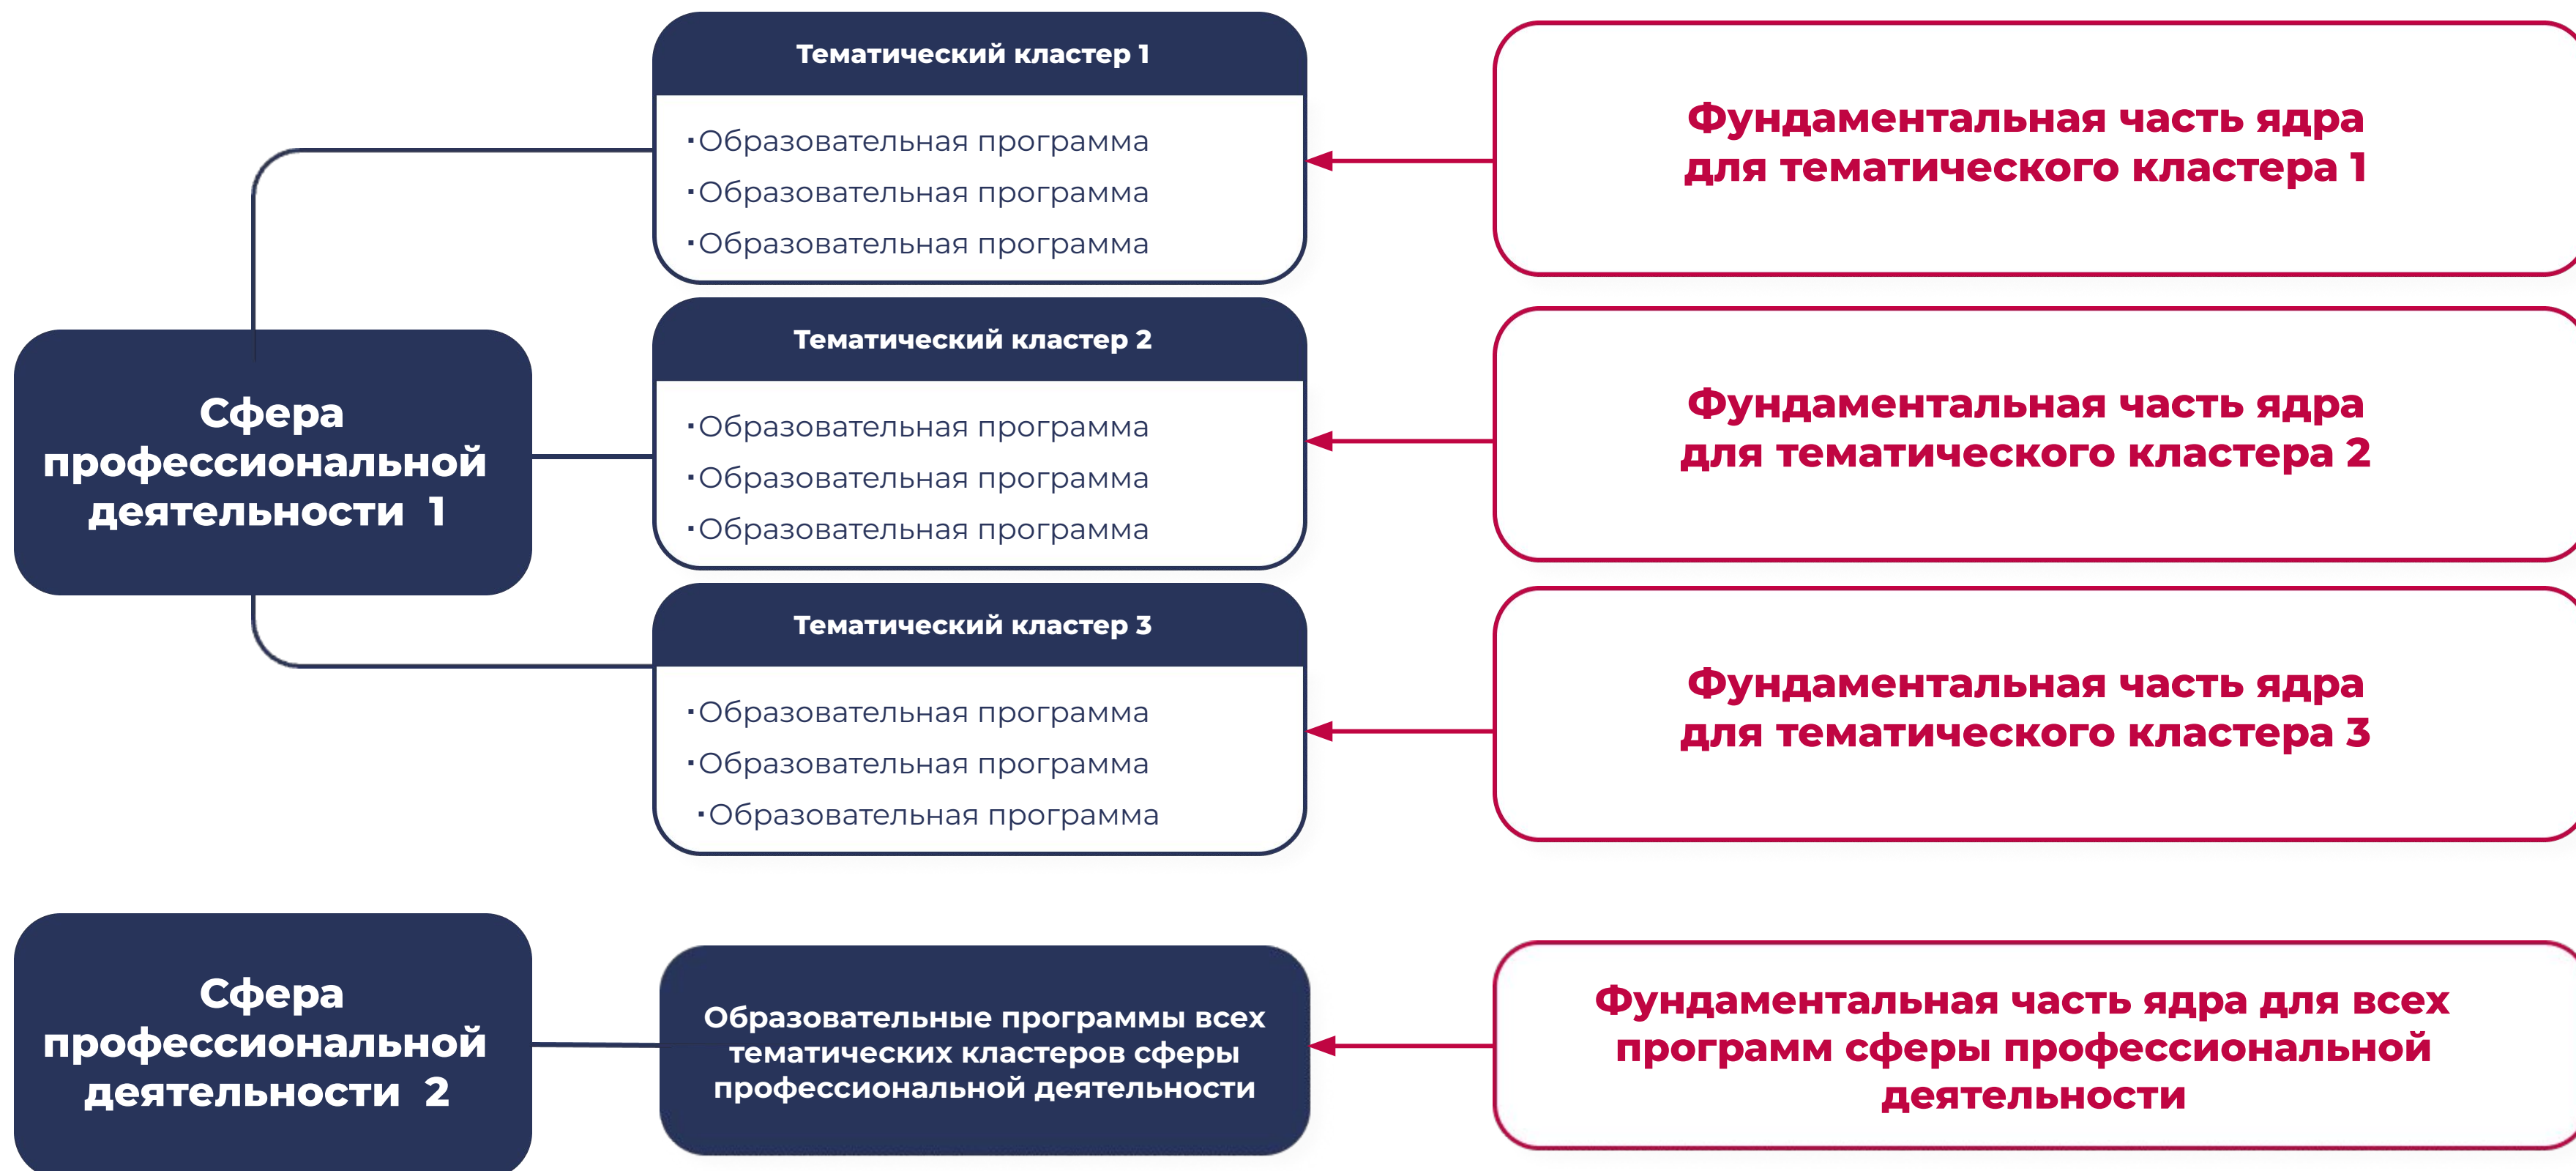 Тематический кластер 1
·Образовательная программа
·Образовательная программа
·Образовательная программа
Фундаментальная часть ядра
для тематического кластера 1
Сфера
профессиональной
деятельности 1
Тематический кластер 2
·Образовательная программа
·Образовательная программа
·Образовательная программа
Фундаментальная часть ядра
для тематического кластера 2
Тематический кластер 3
·Образовательная программа
·Образовательная программа
·Образовательная программа
Фундаментальная часть ядра
для тематического кластера 3
Сфера
профессиональной
деятельности 2
Образовательные программы всех
тематических кластеров сферы
профессиональной деятельности
Фундаментальная часть ядра для всех
программ сферы профессиональной
деятельности